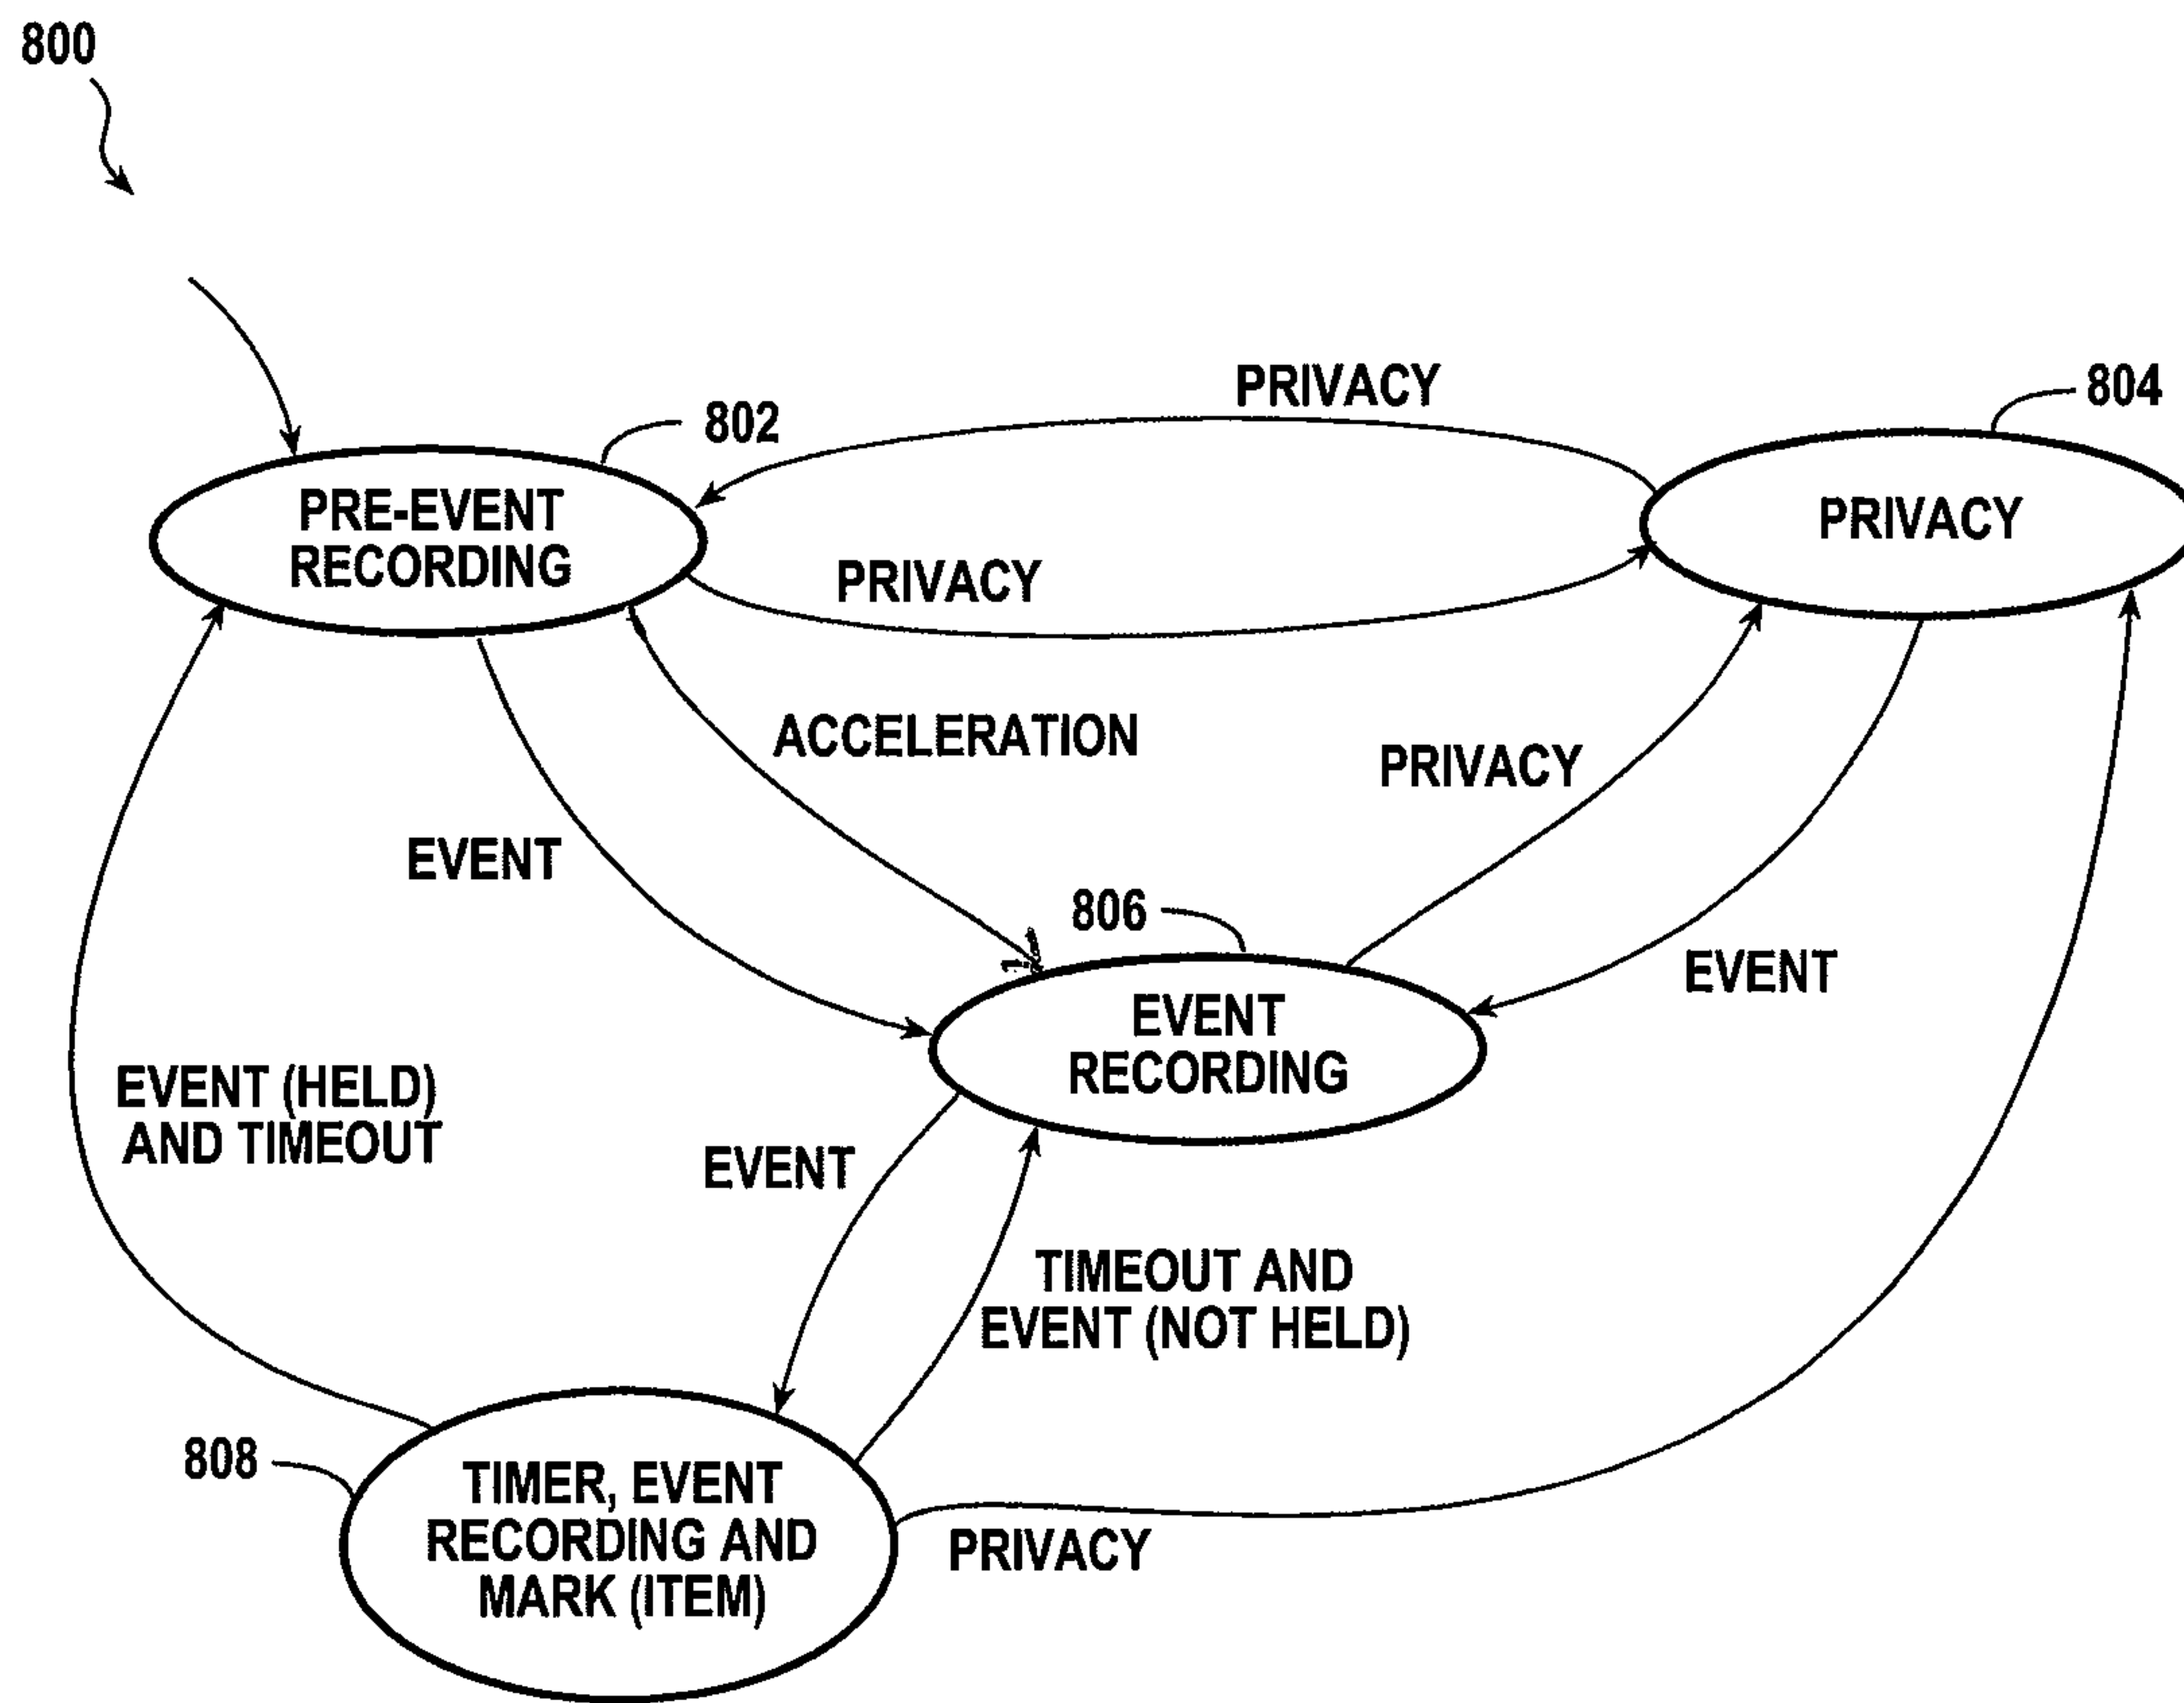 800
PRIVACY
804
802
PRE-EVENT
RECORDING
PRIVACY
PRIVACY
ACCELERATION
PRIVACY
EVENT
806
EVENT
EVENT
RECORDING
EVENT (HELD)
AND TIMEOUT
EVENT
TIMEOUT AND
EVENT (NOT HELD)
808
TIMER, EVENT
RECORDING AND
MARK (ITEM)
PRIVACY